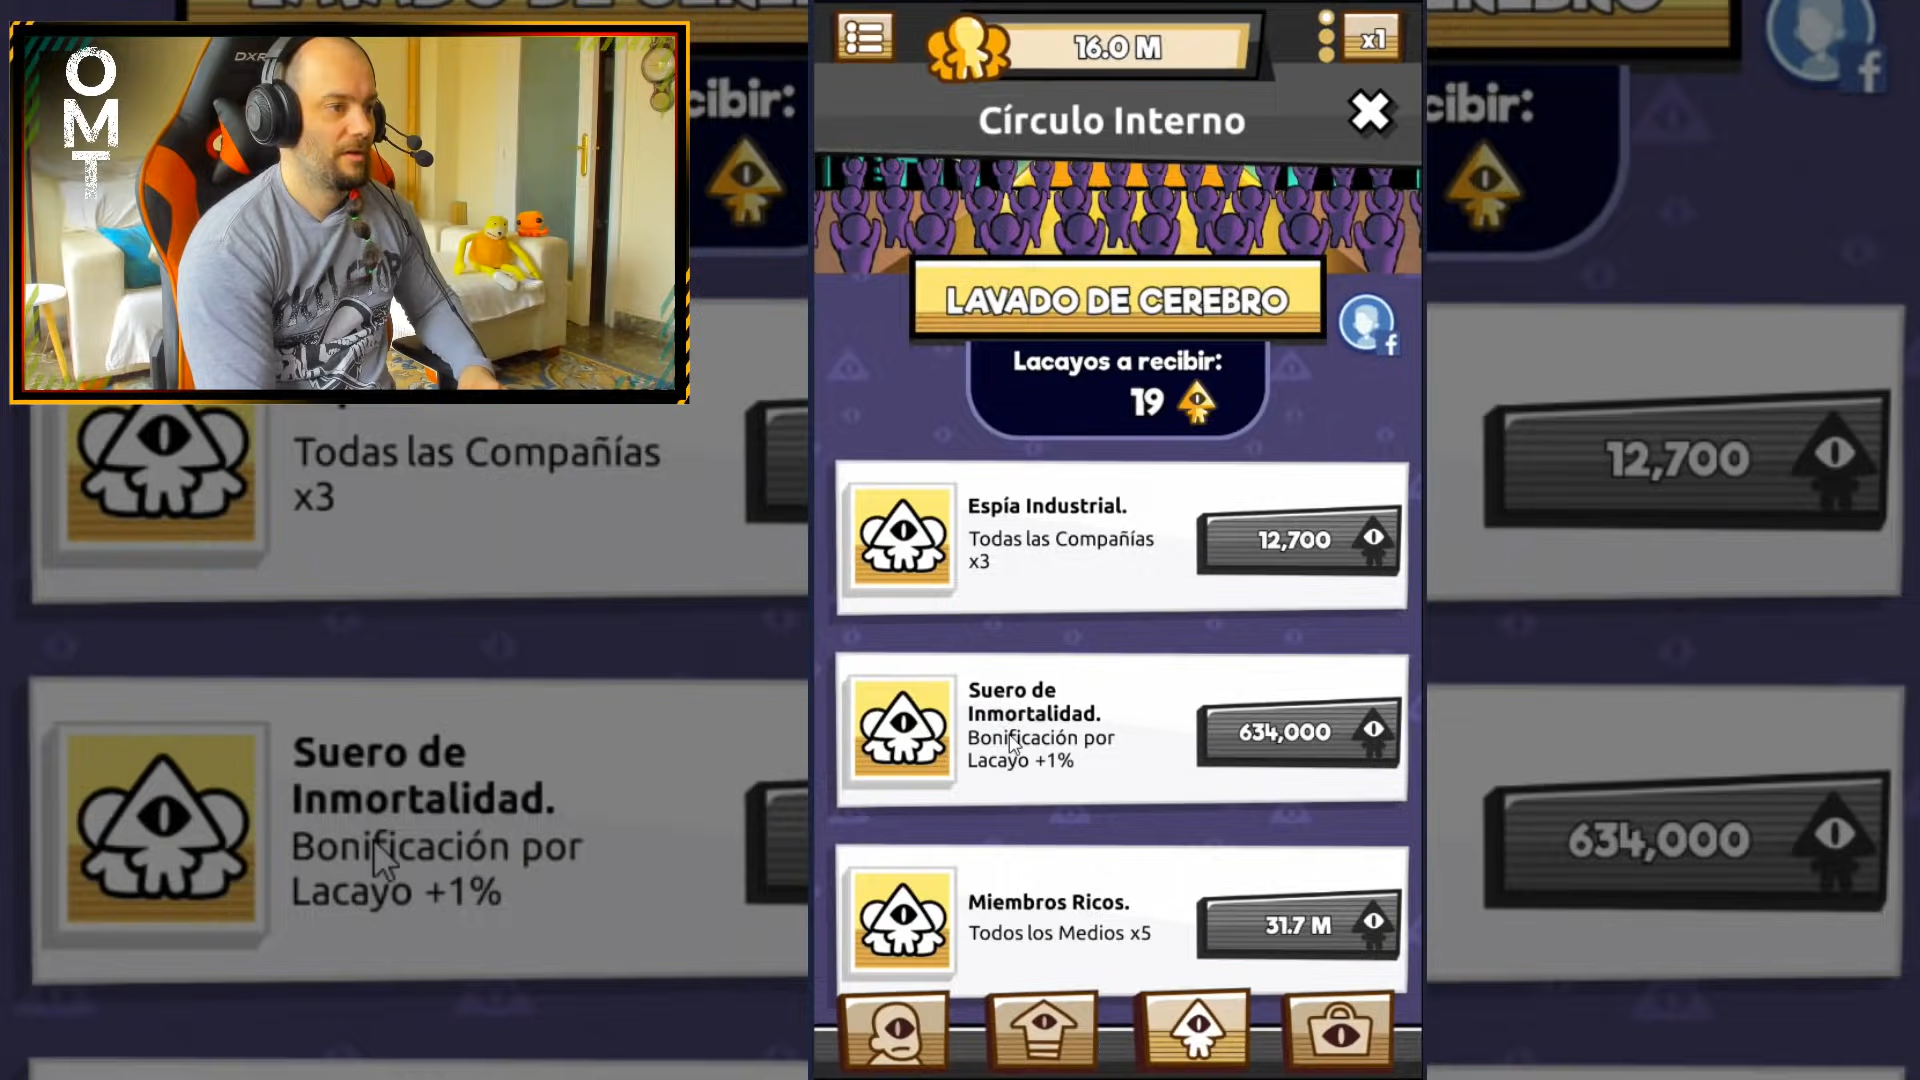 OMT
DXR
16.0 M
x1
Círculo Interno
LAVADO DE CEREBRO
Lacayos a recibir:
19
Espía Industrial.
Todas las Compañías
x3
12,700
Suero de
Inmortalidad.
Bonificación por
Lacayo +1%
634,000
Miembros Ricos.
Todos los Medios x5
31.7 M
cibir:
Todas las Compañías
x3
Suero de
Inmortalidad.
Bonificación por
Lacayo +1%
cibir:
f
f
12,700
634,000